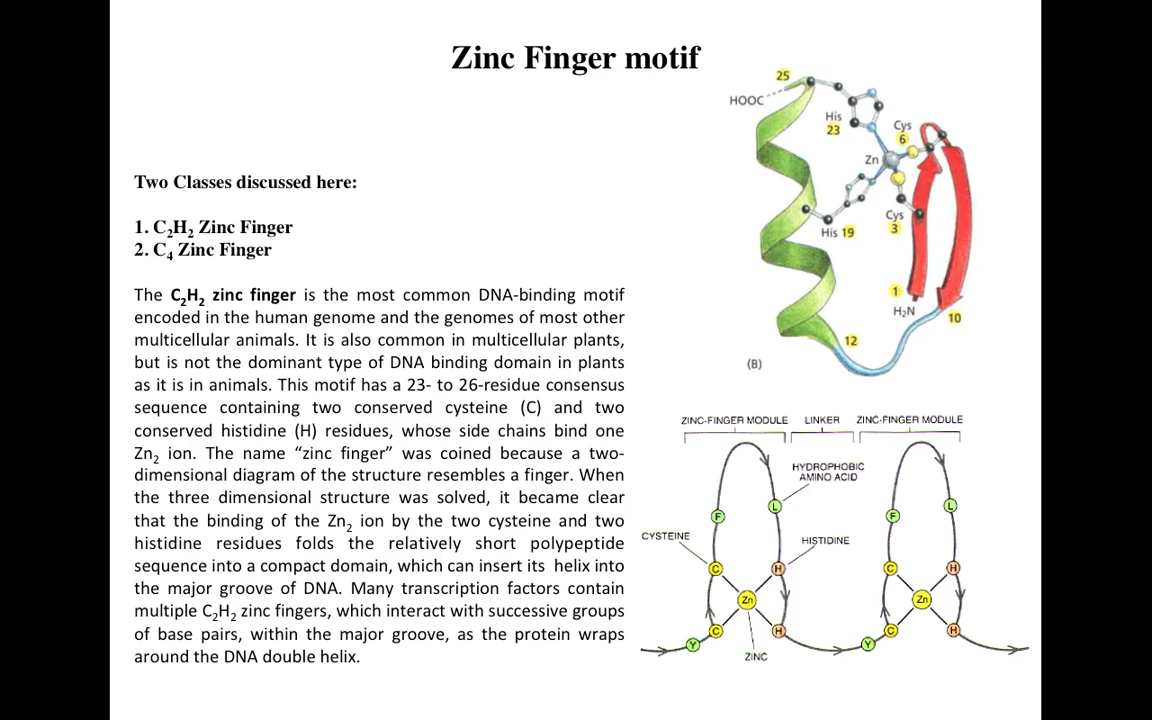 Zinc Finger motif
Two Classes discussed here:
1. C₂H₂ Zinc Finger
2. C₄ Zinc Finger
The C₂H₂ zinc finger is the most common DNA-binding motif
encoded in the human genome and the genomes of most other
multicellular animals. It is also common in multicellular plants,
but is not the dominant type of DNA binding domain in plants
as it is in animals. This motif has a 23- to 26-residue consensus
sequence containing two conserved cysteine (C) and two
conserved histidine (H) residues, whose side chains bind one
Zn₂ ion. The name “zinc finger” was coined because a two-
dimensional diagram of the structure resembles a finger. When
the three dimensional structure was solved, it became clear
that the binding of the Zn₂ ion by the two cysteine and two
histidine residues folds the relatively short polypeptide
sequence into a compact domain, which can insert its helix into
the major groove of DNA. Many transcription factors contain
multiple C₂H₂ zinc fingers, which interact with successive groups
of base pairs, within the major groove, as the protein wraps
around the DNA double helix.
25
HOOC
His
23
Cys
6
Zn
His 19
Cys
3
1
H₂N
10
12
(B)
ZINC-FINGER MODULE LINKER ZINC-FINGER MODULE
HYDROPHOBIC
AMINO ACID
F L F L
CYSTEINE HISTIDINE
C H C H
Zn Zn
C H C H
Y Y
ZINC